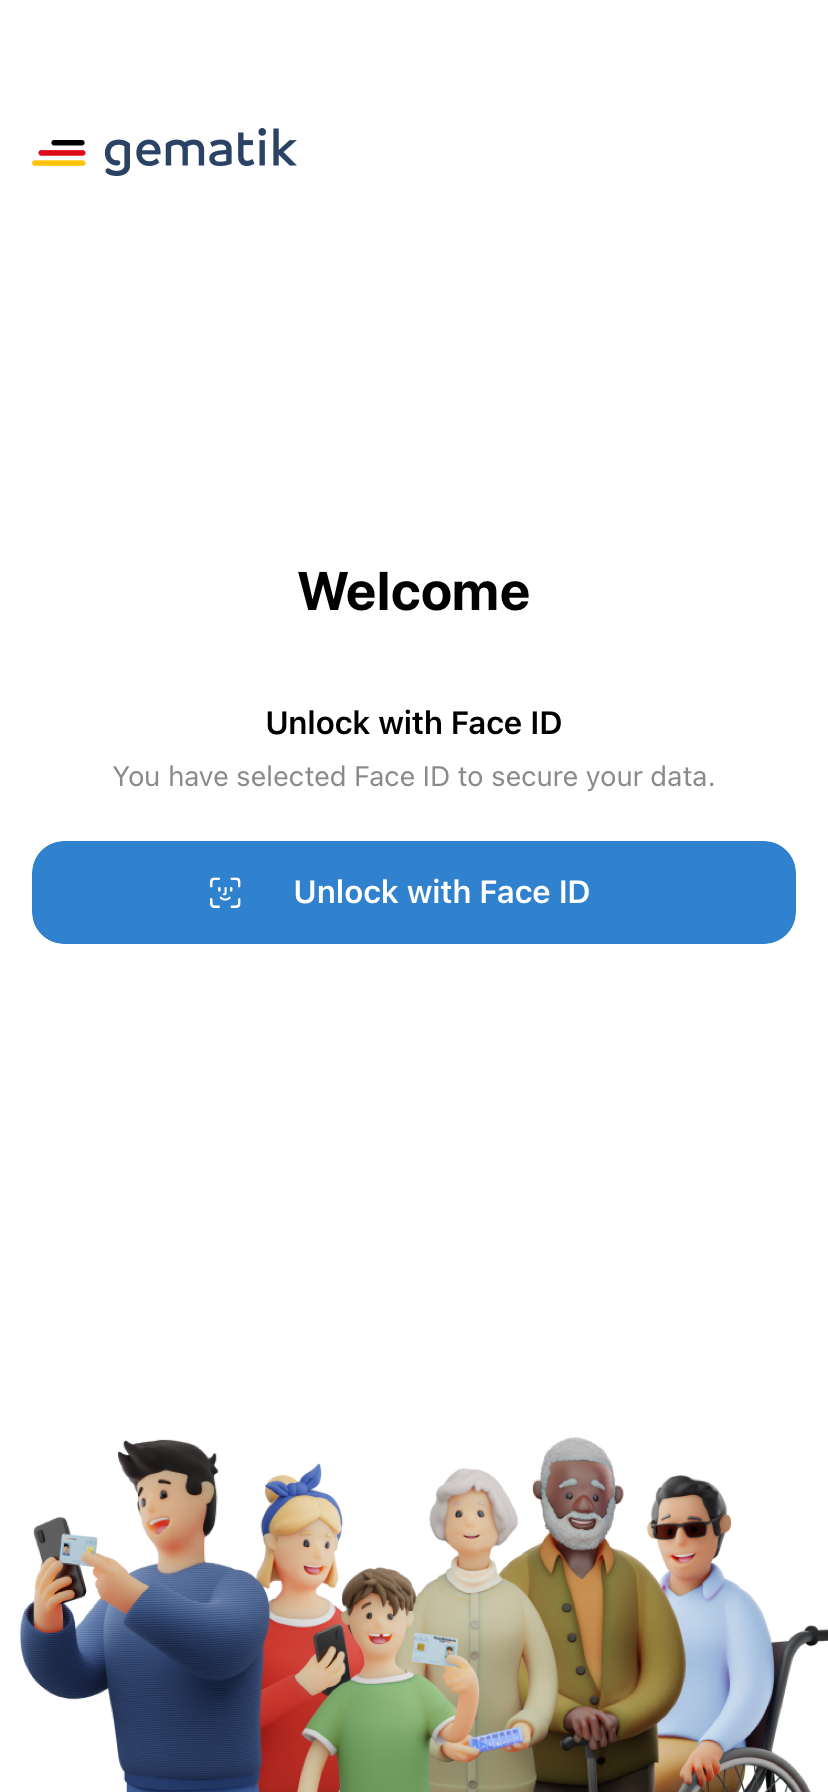 gematik
Welcome
Unlock with Face ID
You have selected Face ID to secure your data.
Unlock with Face ID